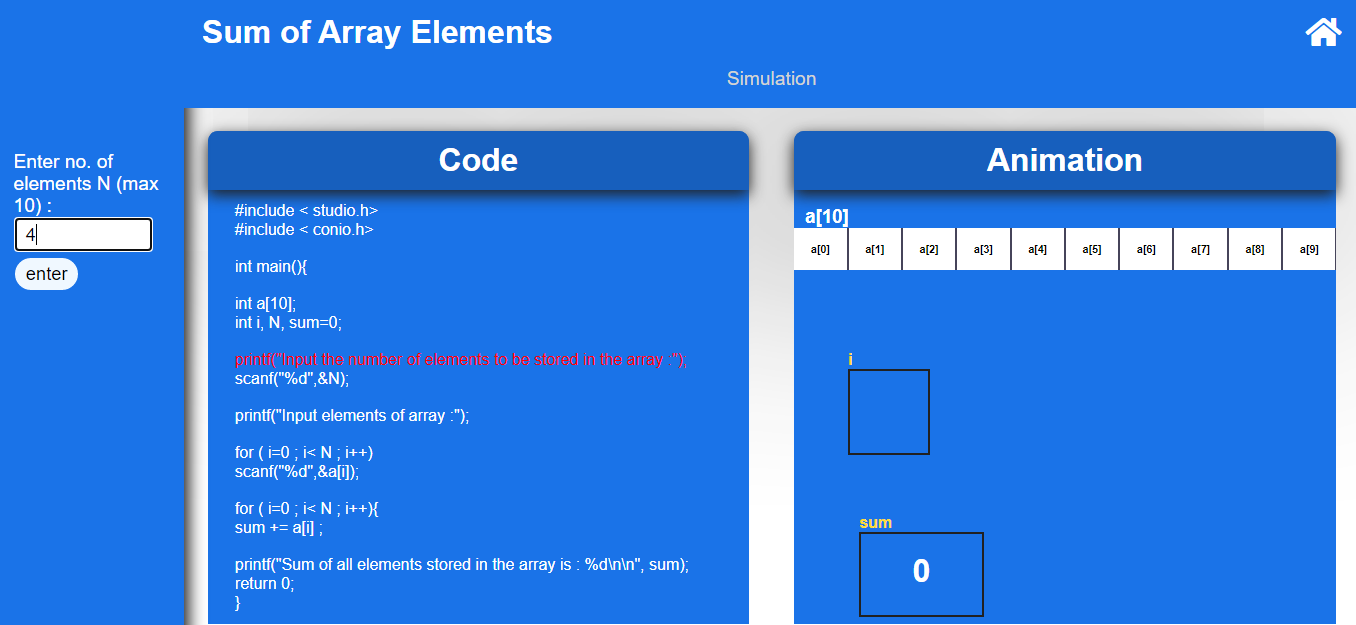 Sum of Array Elements
Simulation
Enter no. of
elements N (max
10) :
4
enter
Code
#include < studio.h>
#include < conio.h>
int main(){
int a[10];
int i, N, sum=0;
printf("Input the number of elements to be stored in the array :");
scanf("%d",&N);
printf("Input elements of array :");
for ( i=0 ; i< N ; i++)
scanf("%d",&a[i]);
for ( i=0 ; i< N ; i++){
sum += a[i] ;
printf("Sum of all elements stored in the array is : %d\n\n", sum);
return 0;
}
Animation
a[10]
a[0] a[1] a[2] a[3] a[4] a[5] a[6] a[7] a[8] a[9]
i
sum
0